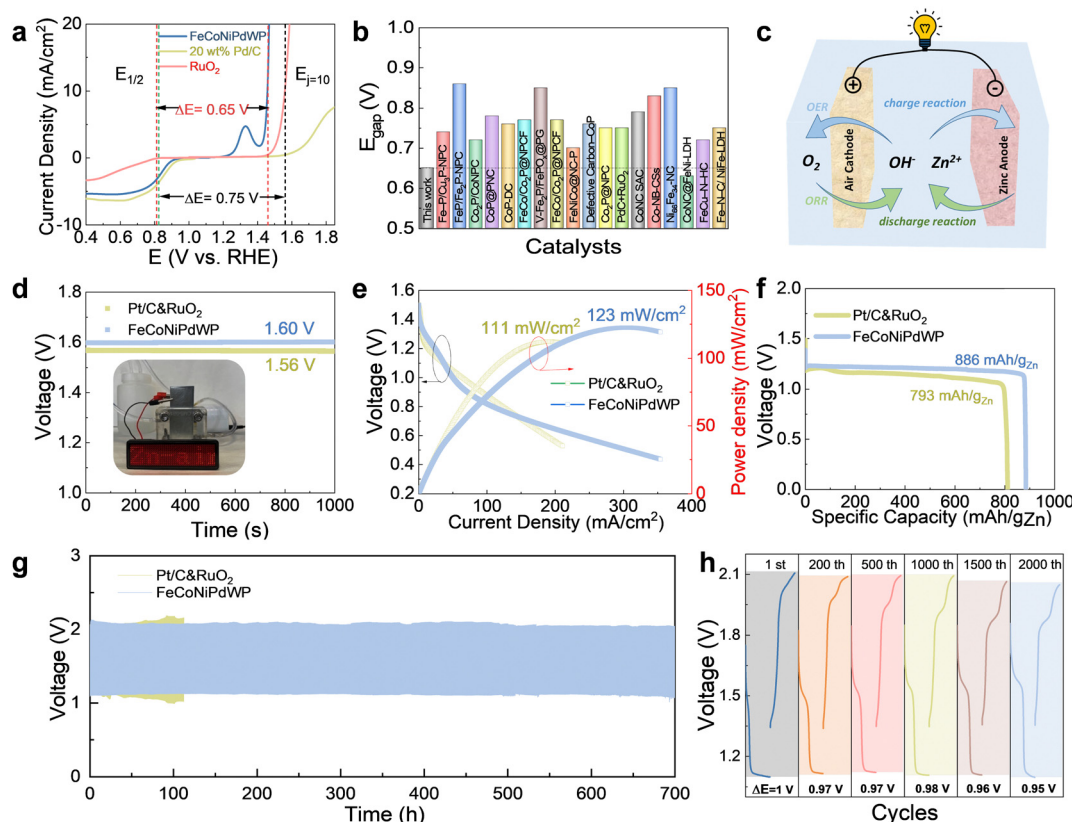 a
Current Density (mA/cm²)
20
10
0
-10
FeCoNiPdWP
20 wt% Pd/C
RuO₂
E₁/₂
Eⱼ₌₁₀
ΔE= 0.65 V
ΔE= 0.75 V
0.4 0.6 0.8 1.0 1.2 1.4 1.6 1.8
E (V vs. RHE)
b
E_gap (V)
0.90
0.85
0.8
0.7
0.63
0.5
0.4
This work
Fe–P/Cu₃P-NPC
FeP/Fe₂P-NPC
Co₂P/CoNPC
CoP@PNC
CoP-DC
FeCo/Co₂P@NPCF
V-Fe₂P/FePOₓ@PG
FeCo/Co₂P@NPCF
FeNiCo@NC-P
Defective Carbon–CoP
Co₂P@NPC
PdC+RuO₂
CoNC SAC
Co-NB-CSs
CoNC@FeNi-LDH
FeCu–N–HC
Fe–N–C/ NiFe-LDH
Catalysts
c
+
-
OER
charge reaction
O₂
Air Cathode
OH⁻
Zn²⁺
Zinc Anode
ORR
discharge reaction
d
Voltage (V)
1.8
1.6
1.4
1.2
1.0
Pt/C&RuO₂
FeCoNiPdWP
1.60 V
1.56 V
Zn-air
0 200 400 600 800 1000
Time (s)
e
Voltage (V)
1.6
1.4
1.2
1.0
0.8
0.6
0.4
0.2
111 mW/cm²
123 mW/cm²
Pt/C&RuO₂
FeCoNiPdWP
150
100
50
0
Power density (mW/cm²)
0 100 200 300 400
Current Density (mA/cm²)
f
Voltage (V)
2.0
1.5
1.0
0.5
0.0
Pt/C&RuO₂
FeCoNiPdWP
886 mAh/gZn
793 mAh/gZn
0 200 400 600 800 1000
Specific Capacity (mAh/gZn)
g
Voltage (V)
3
2
1
0
Pt/C&RuO₂
FeCoNiPdWP
0 100 200 300 400 500 600 700
Time (h)
h
Voltage (V)
2.1
1.8
1.5
1.1
1 st 200 th 500 th 1000 th 1500 th 2000 th
ΔE=1 V 0.97 V 0.97 V 0.98 V 0.96 V 0.95 V
Cycles